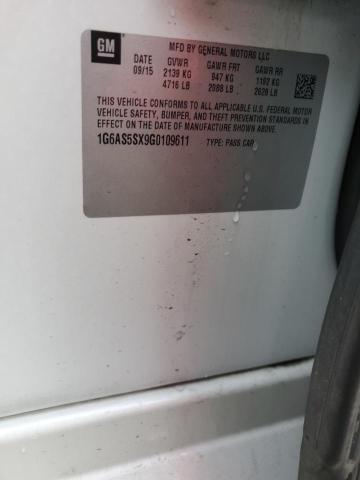 GM
MFD BY GENERAL MOTORS LLC
DATE GVWR GAWR FRT GAWR RR
09/15 2139 KG 947 KG 1192 KG
4716 LB 2088 LB 2628 LB
THIS VEHICLE CONFORMS TO ALL APPLICABLE U.S. FEDERAL MOTOR
VEHICLE SAFETY, BUMPER, AND THEFT PREVENTION STANDARDS
IN EFFECT ON THE DATE OF MANUFACTURE SHOWN ABOVE.
1G6AS5SX9G0109611 TYPE: PASS CAR